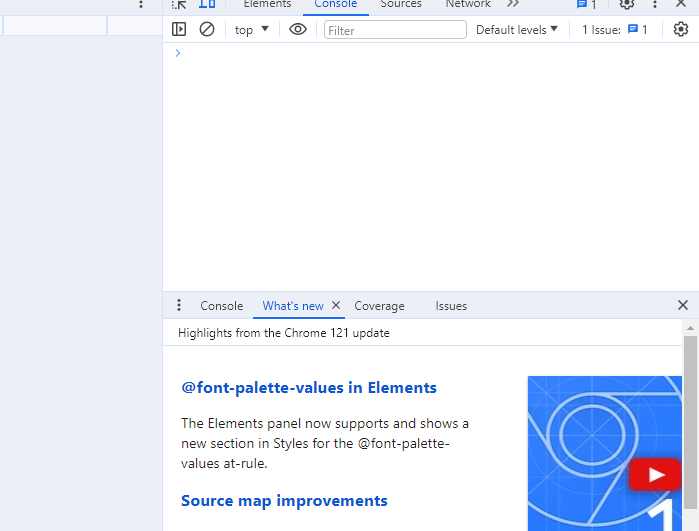 Elements Console Sources Network 1
top Filter Default levels 1 Issue: 1
Console What's new Coverage Issues
Highlights from the Chrome 121 update
@font-palette-values in Elements
The Elements panel now supports and shows a
new section in Styles for the @font-palette-
values at-rule.
Source map improvements
1